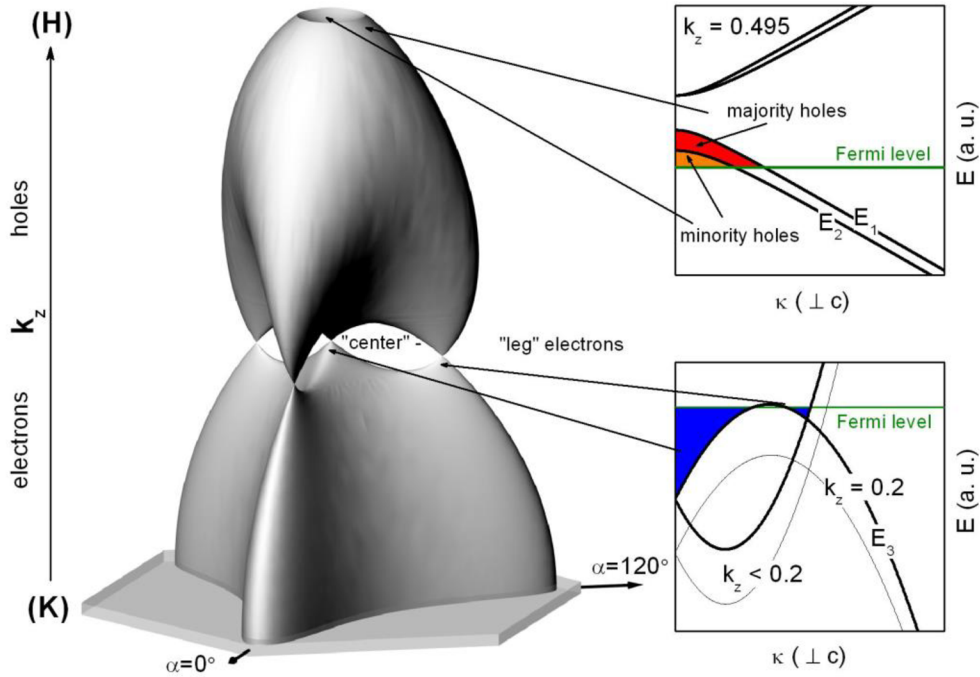 (H)
holes
k_z
electrons
(K)
"center" -
"leg" electrons
α=120°
α=0°
k_z = 0.495
majority holes
Fermi level
minority holes
E_2
E_1
E (a. u.)
κ (⊥ c)
Fermi level
k_z = 0.2
E_3
k_z < 0.2
E (a. u.)
κ (⊥ c)